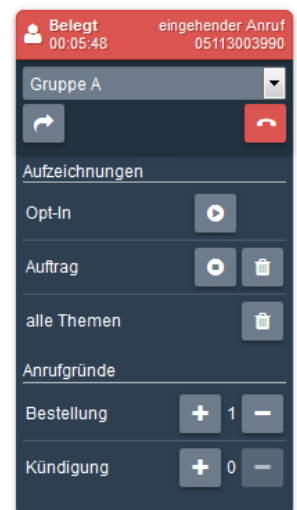 Belegt eingehender Anruf
00:05:48 05113003990
Gruppe A
Aufzeichnungen
Opt-In
Auftrag
alle Themen
Anrufgründe
Bestellung + 1 −
Kündigung + 0 −